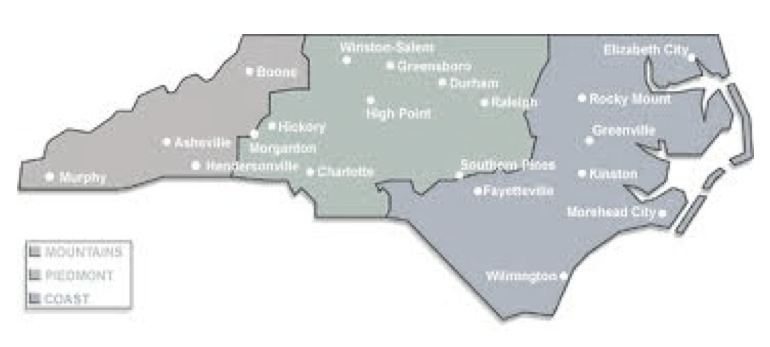 Elizabeth City
Winston-Salem
Greensboro
Boone
Durham
Raleigh
Rocky Mount
High Point
Hickory
Greenville
Asheville
Morganton
Hendersonville
Southern Pines
Charlotte
Kinston
Murphy
Fayetteville
Morehead City
MOUNTAINS
PIEDMONT
Wilmington
COAST